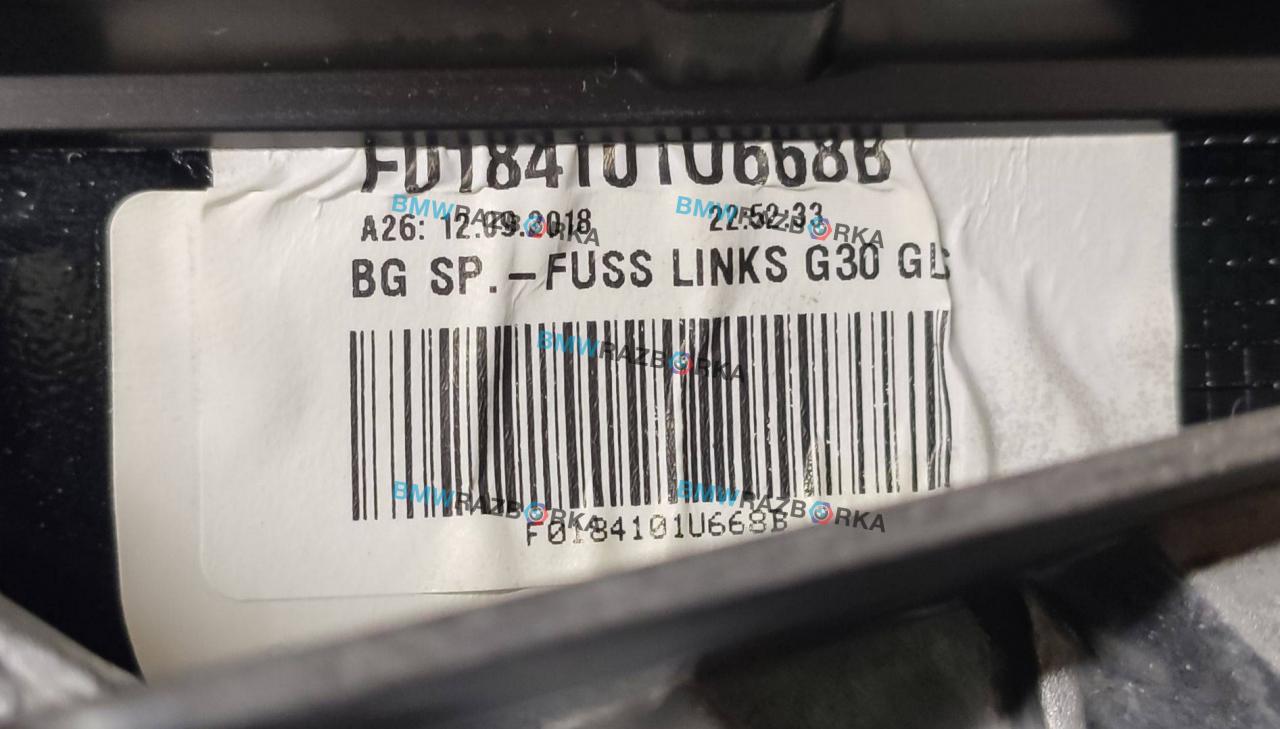 F0184101U668B
A26: 12.09.2018 22:52:33
BG SP.-FUSS LINKS G30
F0184101U668B
BMWRAZBORKA
BMWRAZBORKA
BMWRAZBORKA
BMWRAZBORKA
BMWRAZBORKA